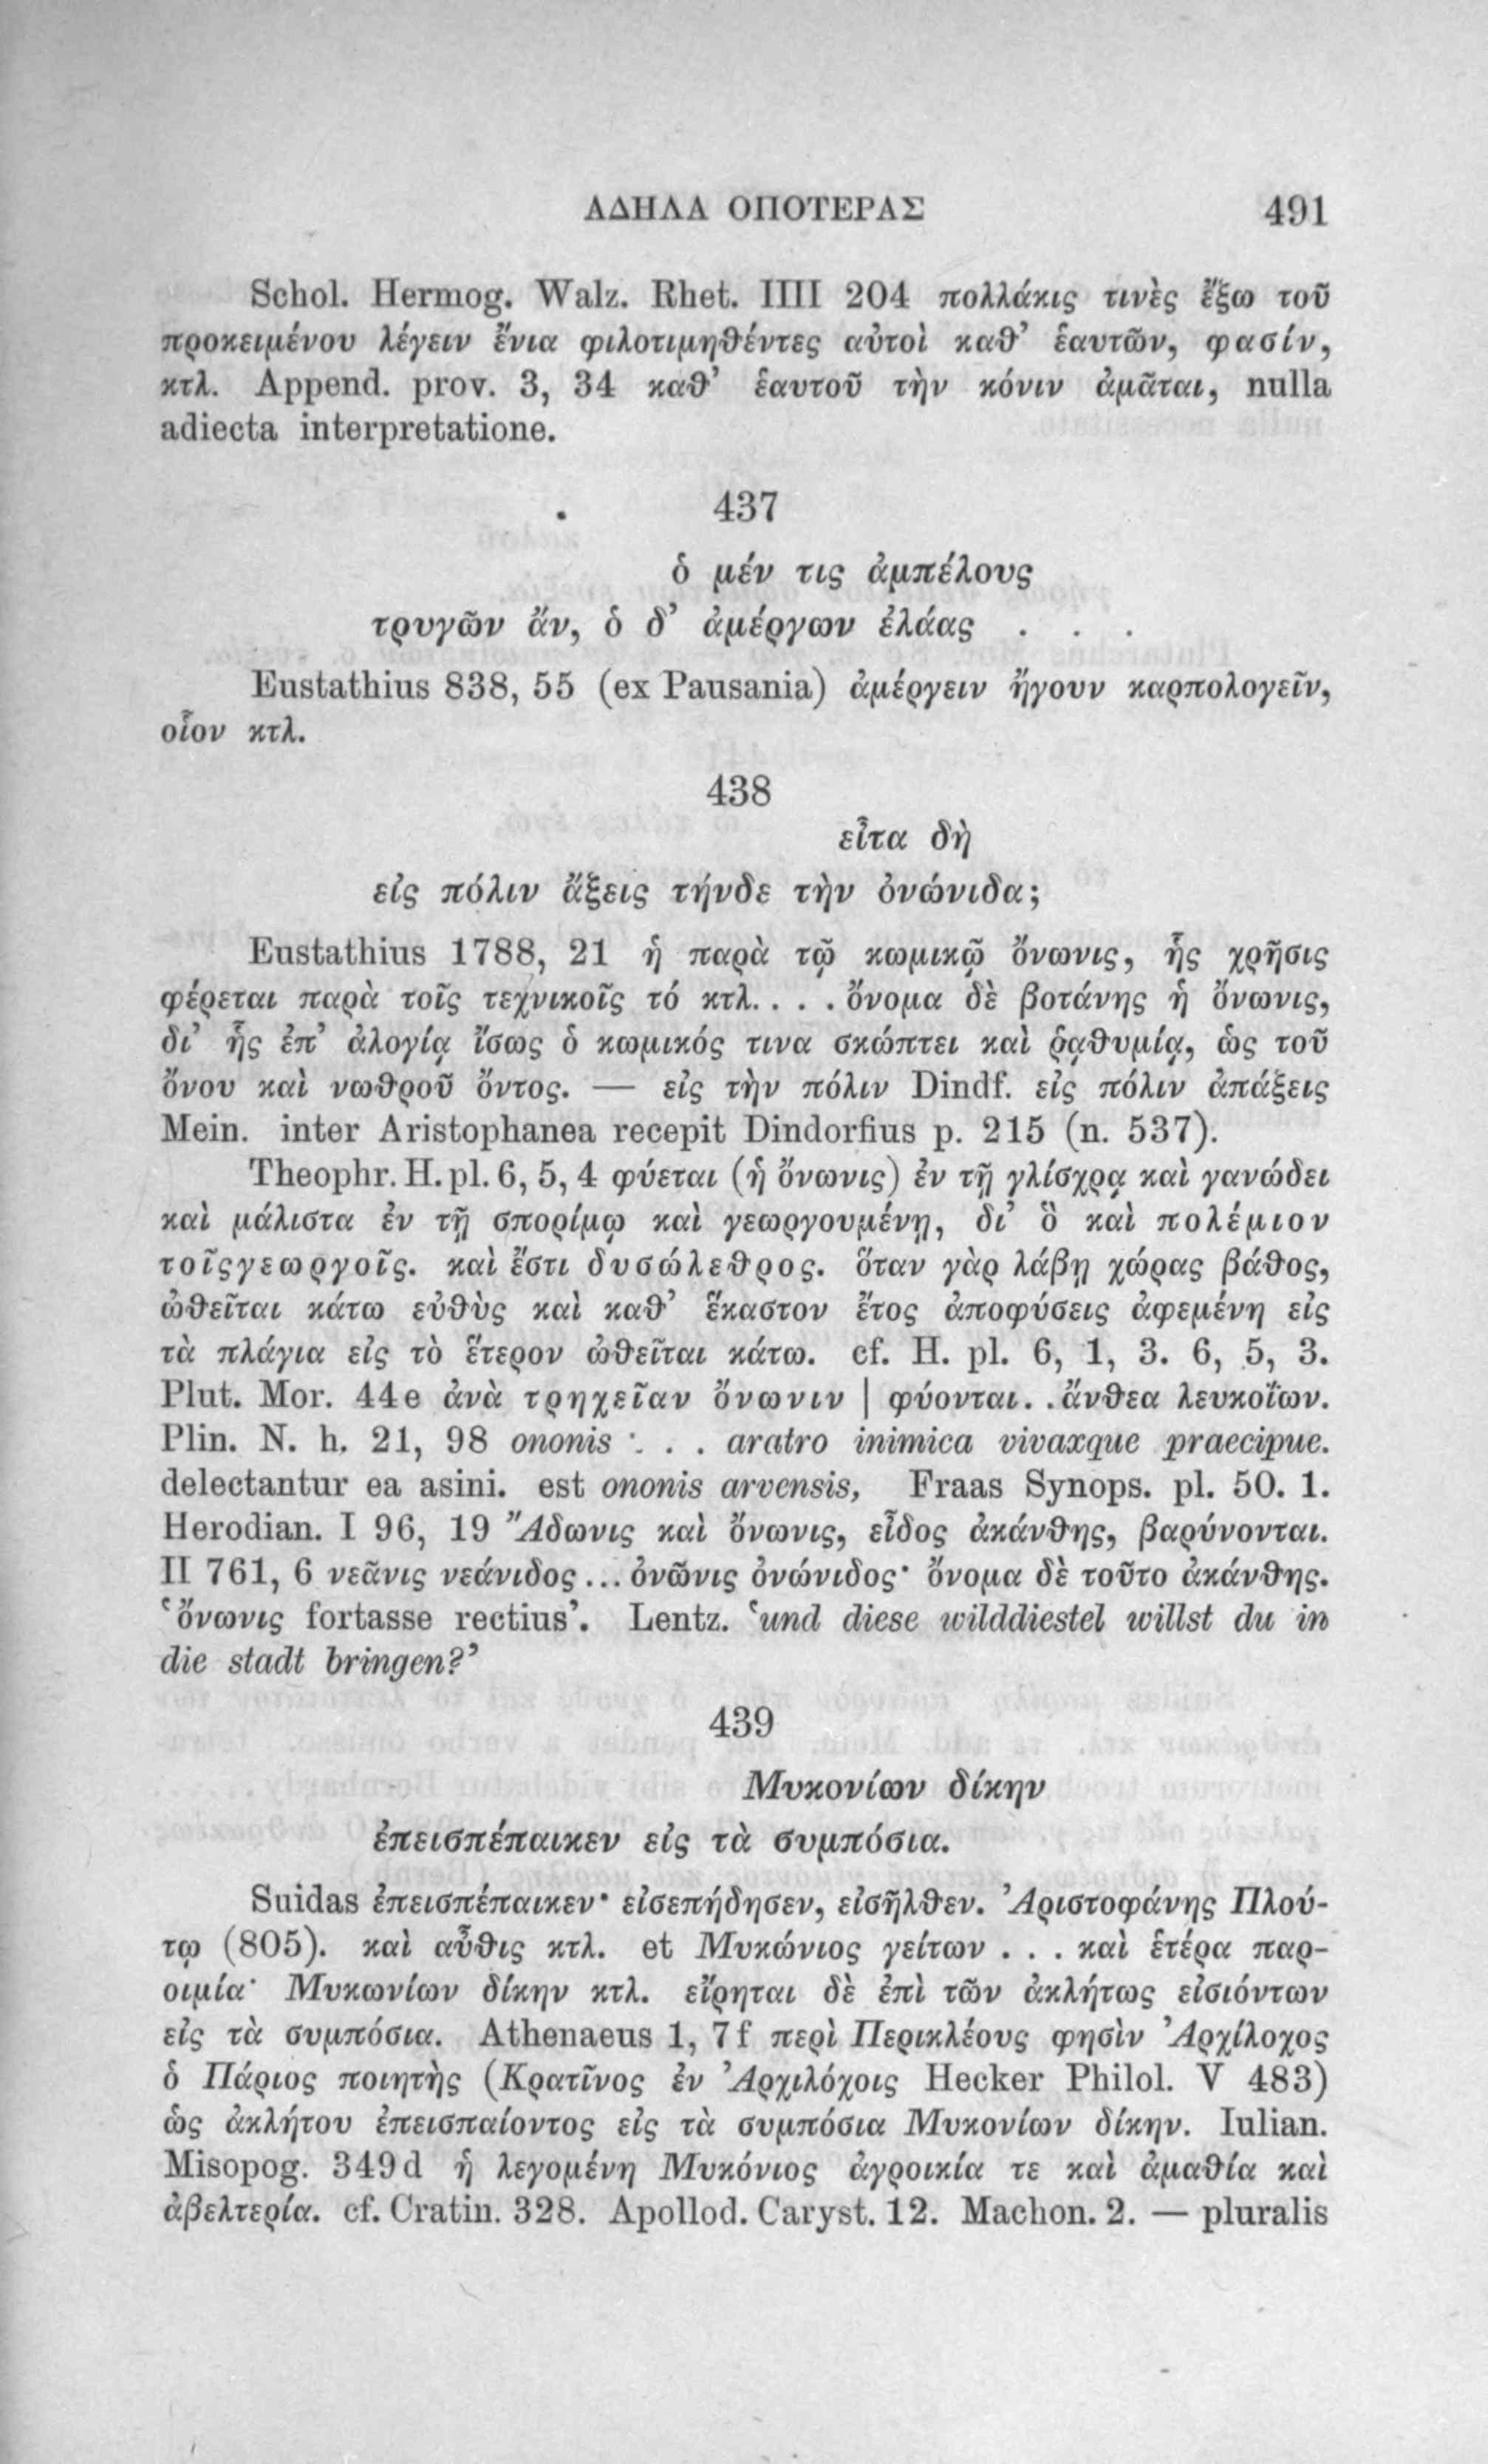 ΑΔΗΛΑ ΟΠΟΤΕΡΑΣ 491
Schol. Hermog. Walz. Rhet. IIII 204 πολλάκις τινὲς ἔξω τοῦ
προκειμένου λέγειν ἔνια φιλοτιμηθέντες αὐτοὶ καθ' ἑαυτῶν, φασίν,
κτλ. Append. prov. 3, 34 καθ' ἑαυτοῦ τὴν κόνιν ἀμᾶται, nulla
adiecta interpretatione.
437
ὁ μέν τις ἀμπέλους
τρυγῶν ἄν, ὁ δ' ἀμέργων ἐλάας . . .
Eustathius 838, 55 (ex Pausania) ἀμέργειν ἤγουν καρπολογεῖν,
οἷον κτλ.
438
εἶτα δὴ
εἰς πόλιν ἄξεις τήνδε τὴν ὀνώνιδα;
Eustathius 1788, 21 ἡ παρὰ τῷ κωμικῷ ὄνωνις, ἧς χρῆσις
φέρεται παρὰ τοῖς τεχνικοῖς τό κτλ. . . . ὄνομα δὲ βοτάνης ἡ ὄνωνις,
δι' ἧς ἐπ' ἀλογίᾳ ἴσως ὁ κωμικός τινα σκώπτει καὶ ῥᾳθυμίᾳ, ὡς τοῦ
ὄνου καὶ νωθροῦ ὄντος. — εἰς τὴν πόλιν Dindf. εἰς πόλιν ἀπάξεις
Mein. inter Aristophanea recepit Dindorfius p. 215 (n. 537).
Theophr. H. pl. 6, 5, 4 φύεται (ἡ ὄνωνις) ἐν τῇ γλίσχρᾳ καὶ γανώδει
καὶ μάλιστα ἐν τῇ σπορίμῳ καὶ γεωργουμένῃ, δι' ὃ καὶ πολέμιον
τοῖς γεωργοῖς. καὶ ἔστι δυσώλεθρος. ὅταν γὰρ λάβῃ χώρας βάθος,
ὠθεῖται κάτω εὐθὺς καὶ καθ' ἕκαστον ἔτος ἀποφύσεις ἀφεμένη εἰς
τὰ πλάγια εἰς τὸ ἕτερον ὠθεῖται κάτω. cf. H. pl. 6, 1, 3. 6, 5, 3.
Plut. Mor. 44e ἀνὰ τρηχεῖαν ὄνωνιν | φύονται. . ἄνθεα λευκοΐων.
Plin. N. h. 21, 98 ononis . . . aratro inimica vivaxque praecipue.
delectantur ea asini. est ononis arvensis, Fraas Synops. pl. 50. 1.
Herodian. I 96, 19 Ἄδωνις καὶ ὄνωνις, εἶδος ἀκάνθης, βαρύνονται.
II 761, 6 νεᾶνις νεάνιδος ... ὀνῶνις ὀνώνιδος· ὄνομα δὲ τοῦτο ἀκάνθης.
‘ὄνωνις fortasse rectius’. Lentz. ‘und diese wilddiestel willst du in
die stadt bringen?’
439
Μυκονίων δίκην
ἐπεισπέπαικεν εἰς τὰ συμπόσια.
Suidas ἐπεισπέπαικεν· εἰσεπήδησεν, εἰσῆλθεν. Ἀριστοφάνης Πλού-
τῳ (805). καὶ αὖθις κτλ. et Μυκώνιος γείτων . . . καὶ ἑτέρα παρ-
οιμία· Μυκωνίων δίκην κτλ. εἴρηται δὲ ἐπὶ τῶν ἀκλήτως εἰσιόντων
εἰς τὰ συμπόσια. Athenaeus 1, 7f περὶ Περικλέους φησὶν Ἀρχίλοχος
ὁ Πάριος ποιητὴς (Κρατῖνος ἐν Ἀρχιλόχοις Hecker Philol. V 483)
ὡς ἀκλήτου ἐπεισπαίοντος εἰς τὰ συμπόσια Μυκονίων δίκην. Iulian.
Misopog. 349d ἡ λεγομένη Μυκόνιος ἀγροικία τε καὶ ἀμαθία καὶ
ἀβελτερία. cf. Cratin. 328. Apollod. Caryst. 12. Machon. 2. — pluralis